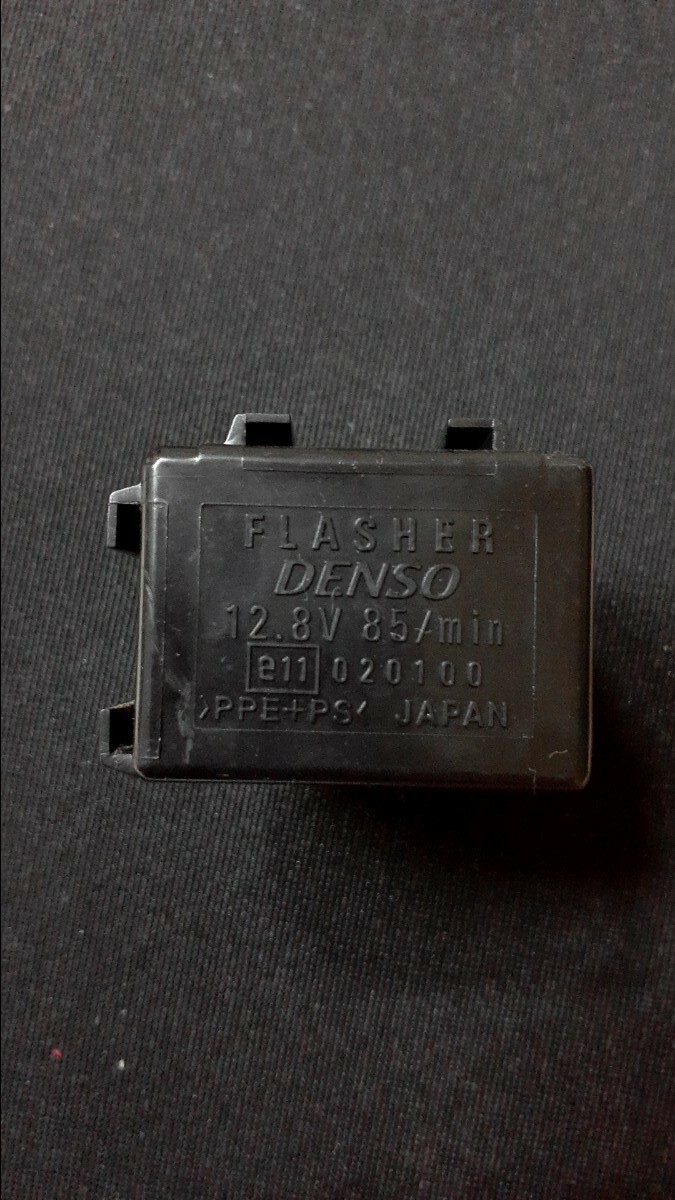 FLASHER
DENSO
12.8V 85/min
e11 020100
>PPE+PS< JAPAN